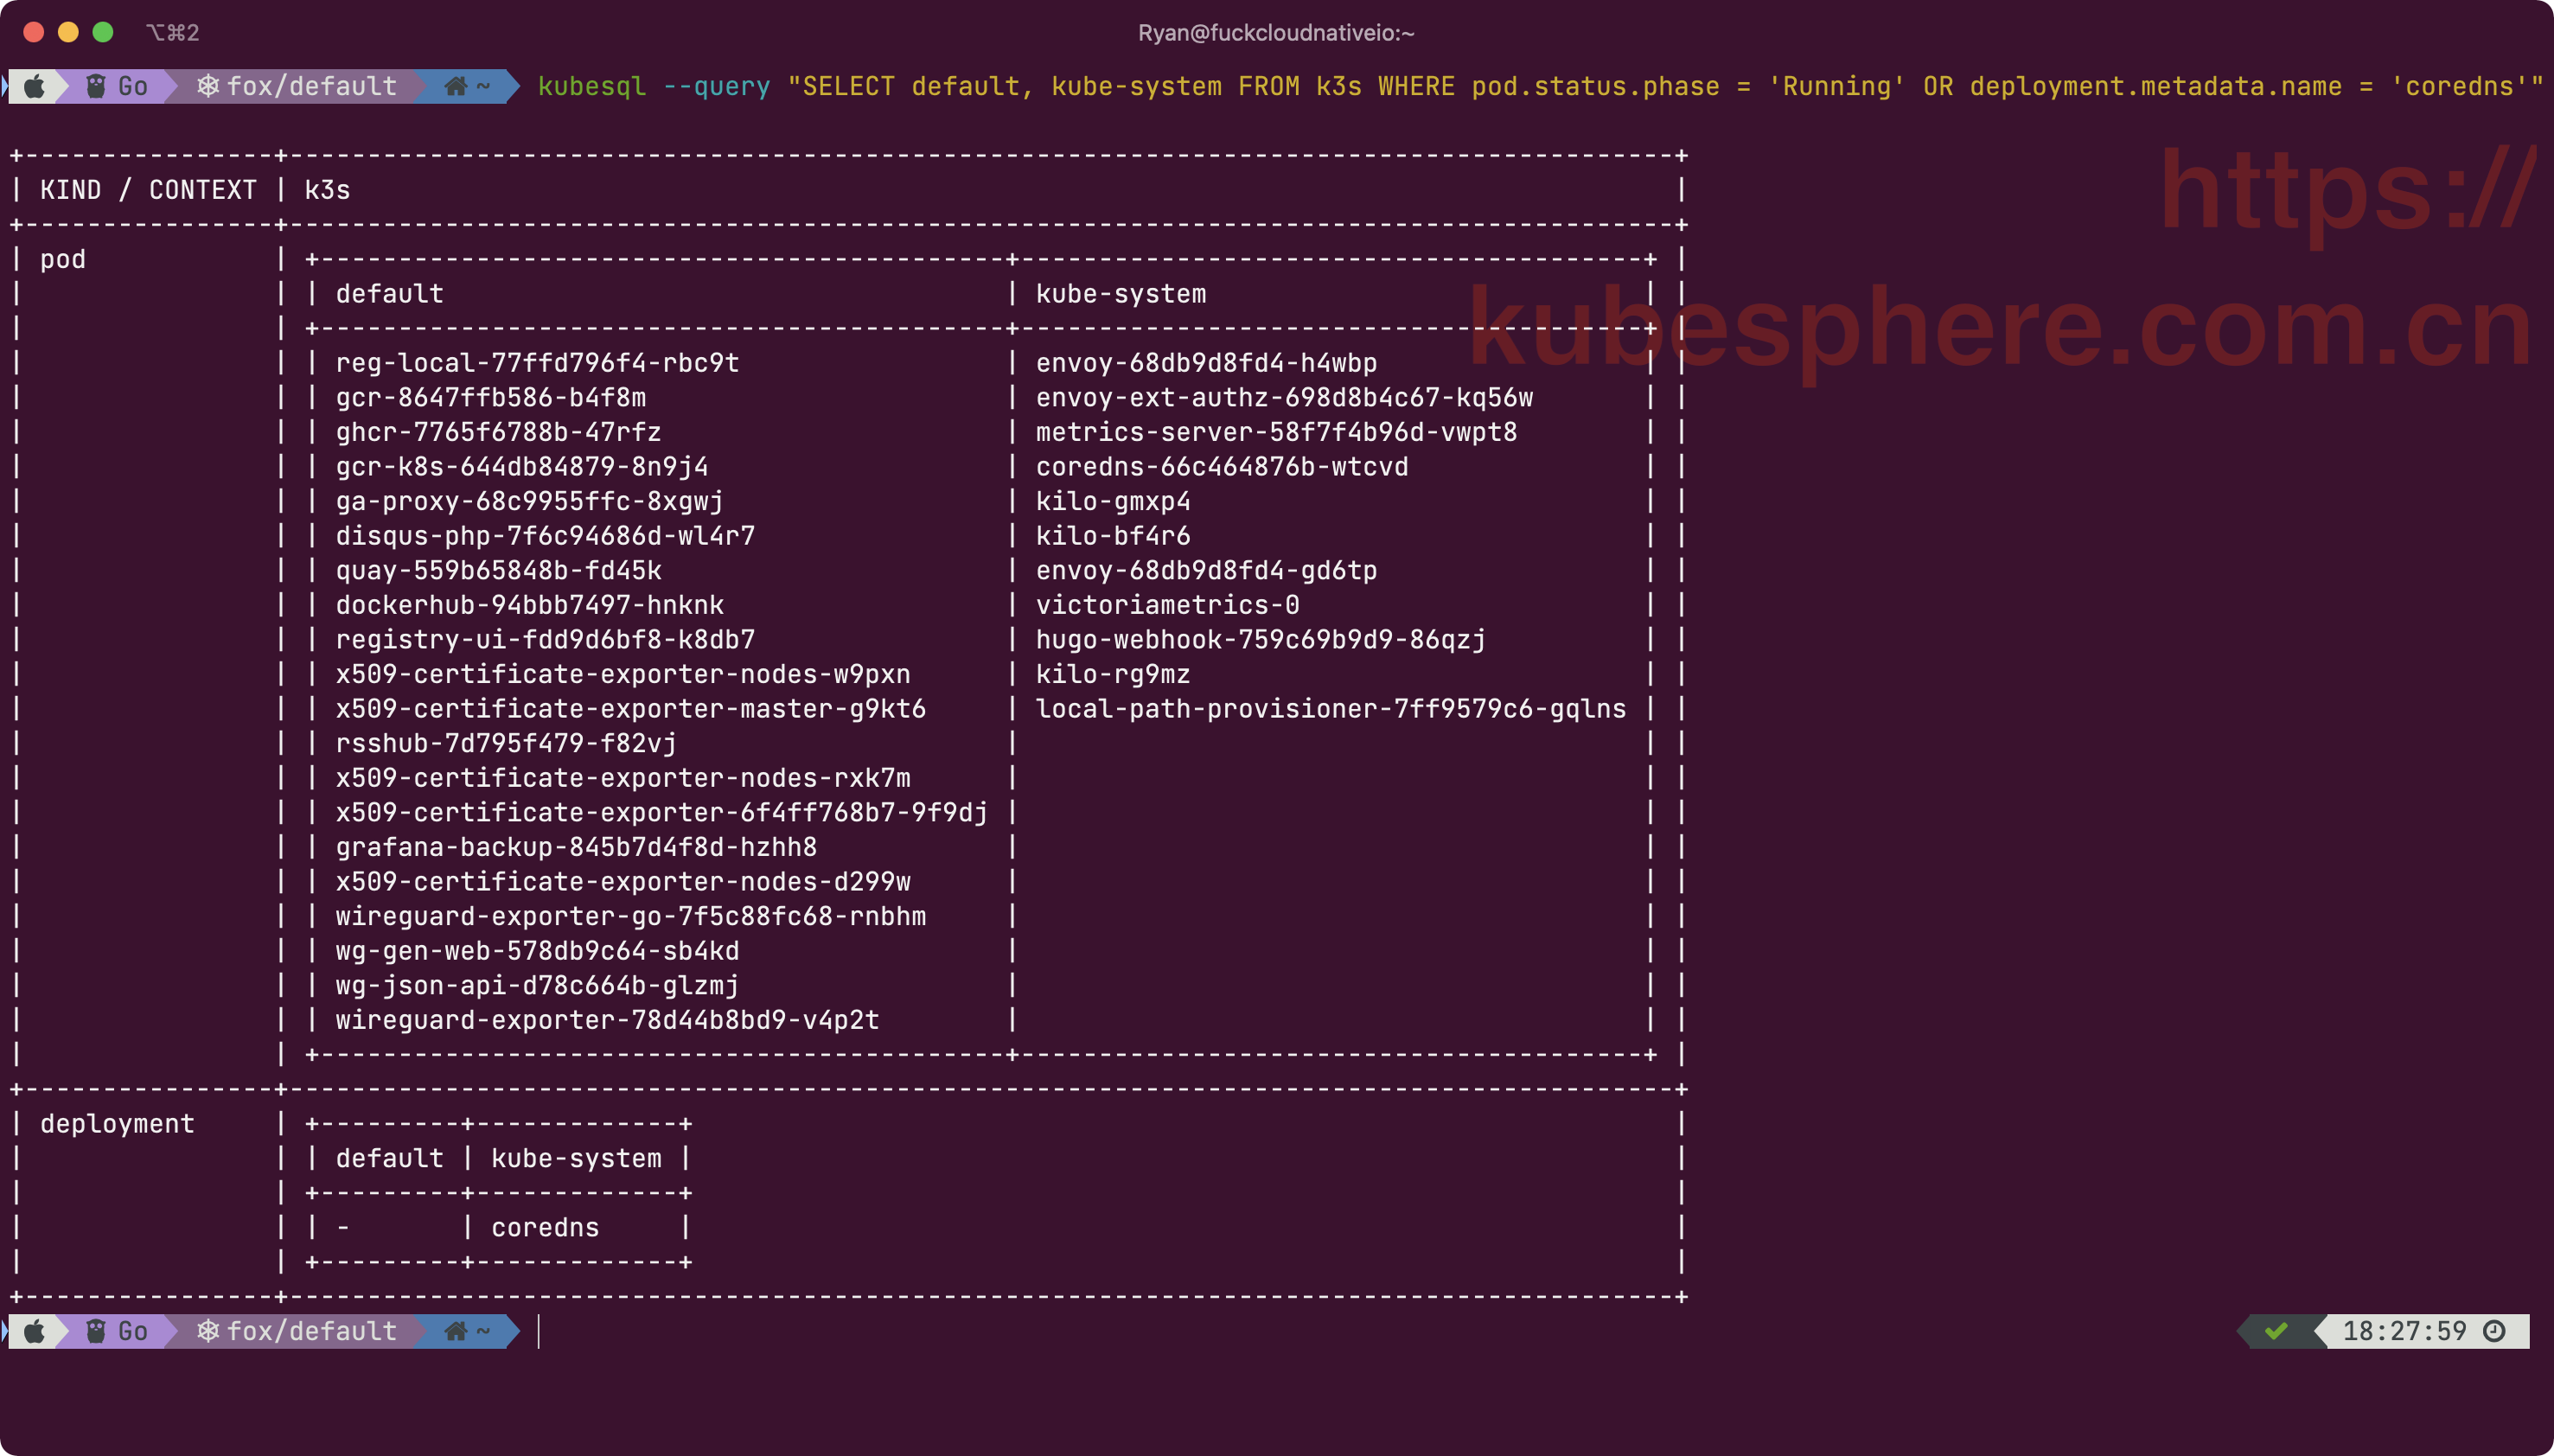 ⌥⌘2 Ryan@fuckcloudnativeio:~
Go fox/default ~ kubesql --query "SELECT default, kube-system FROM k3s WHERE pod.status.phase = 'Running' OR deployment.metadata.name = 'coredns'"
https://
KIND / CONTEXT | k3s
pod
default | kube-system
kubesphere.com.cn
reg-local-77ffd796f4-rbc9t | envoy-68db9d8fd4-h4wbp
gcr-8647ffb586-b4f8m | envoy-ext-authz-698d8b4c67-kq56w
ghcr-7765f6788b-47rfz | metrics-server-58f7f4b96d-vwpt8
gcr-k8s-644db84879-8n9j4 | coredns-66c464876b-wtcvd
ga-proxy-68c9955ffc-8xgwj | kilo-gmxp4
disqus-php-7f6c94686d-wl4r7 | kilo-bf4r6
quay-559b65848b-fd45k | envoy-68db9d8fd4-gd6tp
dockerhub-94bbb7497-hnknk | victoriametrics-0
registry-ui-fdd9d6bf8-k8db7 | hugo-webhook-759c69b9d9-86qzj
x509-certificate-exporter-nodes-w9pxn | kilo-rg9mz
x509-certificate-exporter-master-g9kt6 | local-path-provisioner-7ff9579c6-gqlns
rsshub-7d795f479-f82vj
x509-certificate-exporter-nodes-rxk7m
x509-certificate-exporter-6f4ff768b7-9f9dj
grafana-backup-845b7d4f8d-hzhh8
x509-certificate-exporter-nodes-d299w
wireguard-exporter-go-7f5c88fc68-rnbhm
wg-gen-web-578db9c64-sb4kd
wg-json-api-d78c664b-glzmj
wireguard-exporter-78d44b8bd9-v4p2t
deployment
default | kube-system
- | coredns
Go fox/default ~ 18:27:59